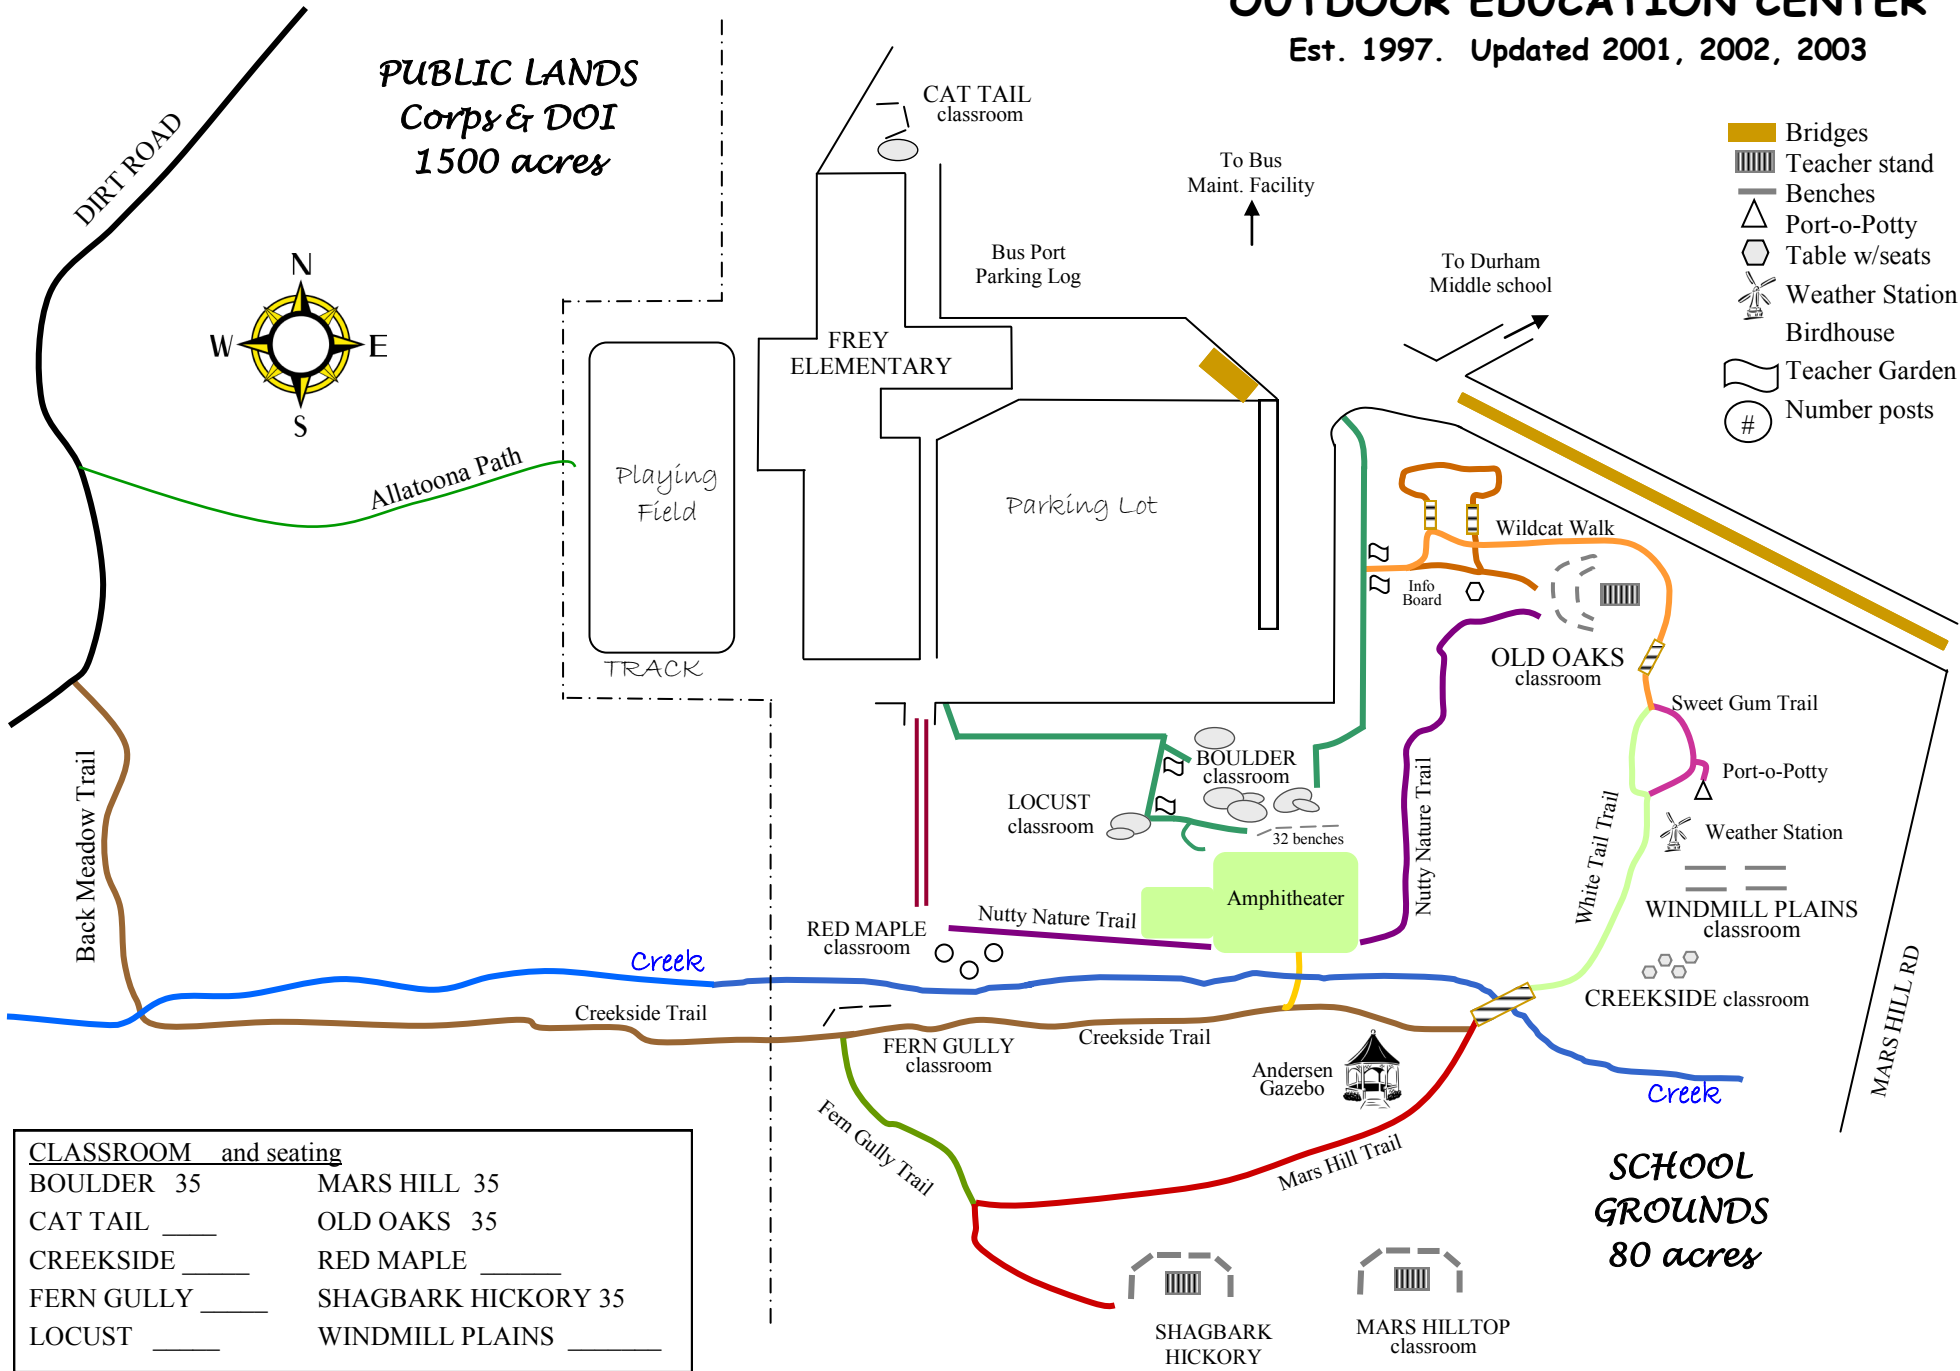 OUTDOOR EDUCATION CENTER
Est. 1997. Updated 2001, 2002, 2003
PUBLIC LANDS
Corps & DOI
1500 acres
DIRT ROAD
CAT TAIL
classroom
Bridges
Teacher stand
Benches
Port-o-Potty
Table w/seats
Weather Station
Birdhouse
Teacher Garden
#
Number posts
To Bus
Maint. Facility
Bus Port
Parking Log
To Durham
Middle school
N
W
E
S
FREY
ELEMENTARY
Allatoona Path
Playing
Field
TRACK
Parking Lot
Wildcat Walk
Info
Board
OLD OAKS
classroom
Sweet Gum Trail
Port-o-Potty
Weather Station
BOULDER
classroom
LOCUST
classroom
32 benches
Amphitheater
Nutty Nature Trail
Nutty Nature Trail
White Tail Trail
WINDMILL PLAINS
classroom
CREEKSIDE classroom
MARS HILL RD
Back Meadow Trail
RED MAPLE
classroom
Creek
Creekside Trail
FERN GULLY
classroom
Creekside Trail
Andersen
Gazebo
Creek
Fern Gully Trail
Mars Hill Trail
SCHOOL
GROUNDS
80 acres
SHAGBARK
HICKORY
MARS HILLTOP
classroom
CLASSROOM and seating
BOULDER 35 MARS HILL 35
CAT TAIL ____ OLD OAKS 35
CREEKSIDE _____ RED MAPLE ______
FERN GULLY _____ SHAGBARK HICKORY 35
LOCUST _____ WINDMILL PLAINS _______